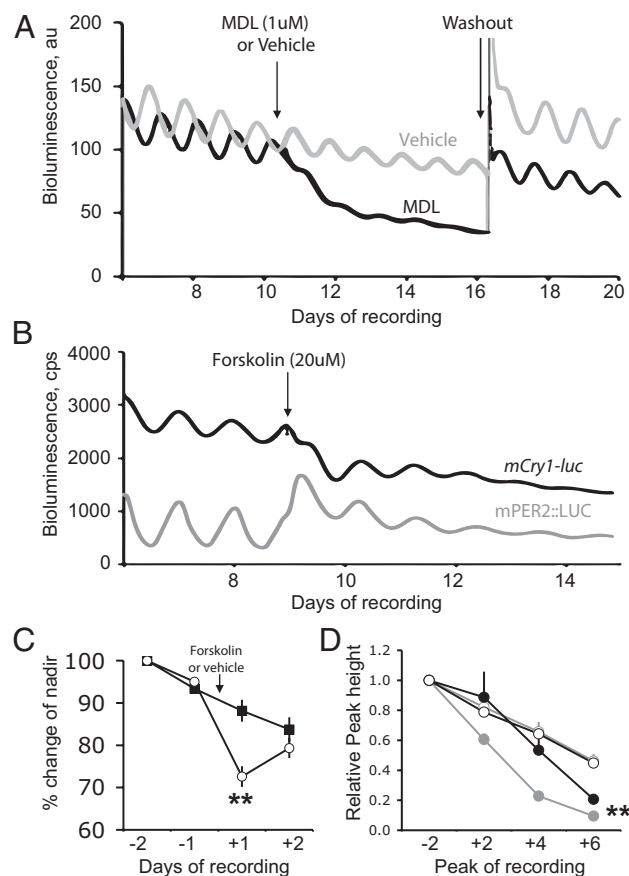 A
MDL (1uM)
or Vehicle
Washout
Bioluminescence, au
200
150
100
50
0
Vehicle
MDL
8 10 12 14 16 18 20
Days of recording
B
Bioluminescence, cps
4000
3000
2000
1000
0
Forskolin (20uM)
mCry1-luc
mPER2::LUC
8 10 12 14
Days of recording
C
% change of nadir
100
90
80
70
60
Forskolin
or vehicle
**
-2 -1 +1 +2
Days of recording
D
Relative Peak height
1.2
1.0
0.8
0.6
0.4
0.2
0.0
**
-2 +2 +4 +6
Peak of recording